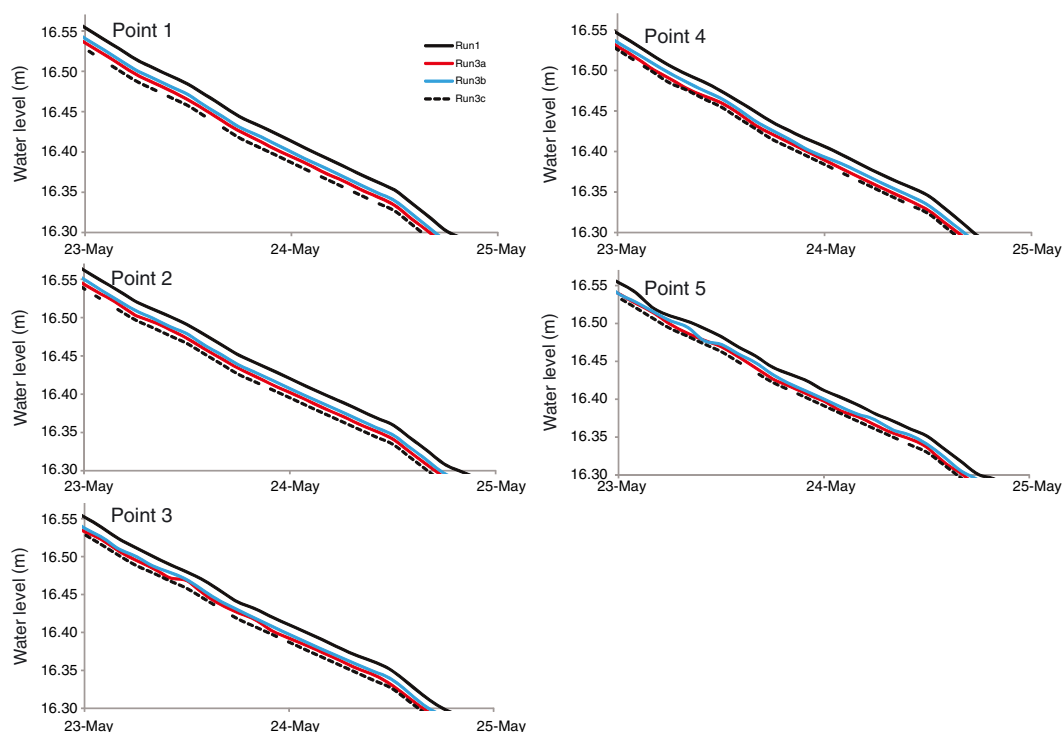 Point 1
Water level (m)
16.55
16.50
16.45
16.40
16.35
16.30
23-May
24-May
25-May
Run1
Run3a
Run3b
Run3c
Point 4
Water level (m)
16.55
16.50
16.45
16.40
16.35
16.30
23-May
24-May
25-May
Point 2
Water level (m)
16.55
16.50
16.45
16.40
16.35
16.30
23-May
24-May
25-May
Point 5
Water level (m)
16.55
16.50
16.45
16.40
16.35
16.30
23-May
24-May
25-May
Point 3
Water level (m)
16.55
16.50
16.45
16.40
16.35
16.30
23-May
24-May
25-May